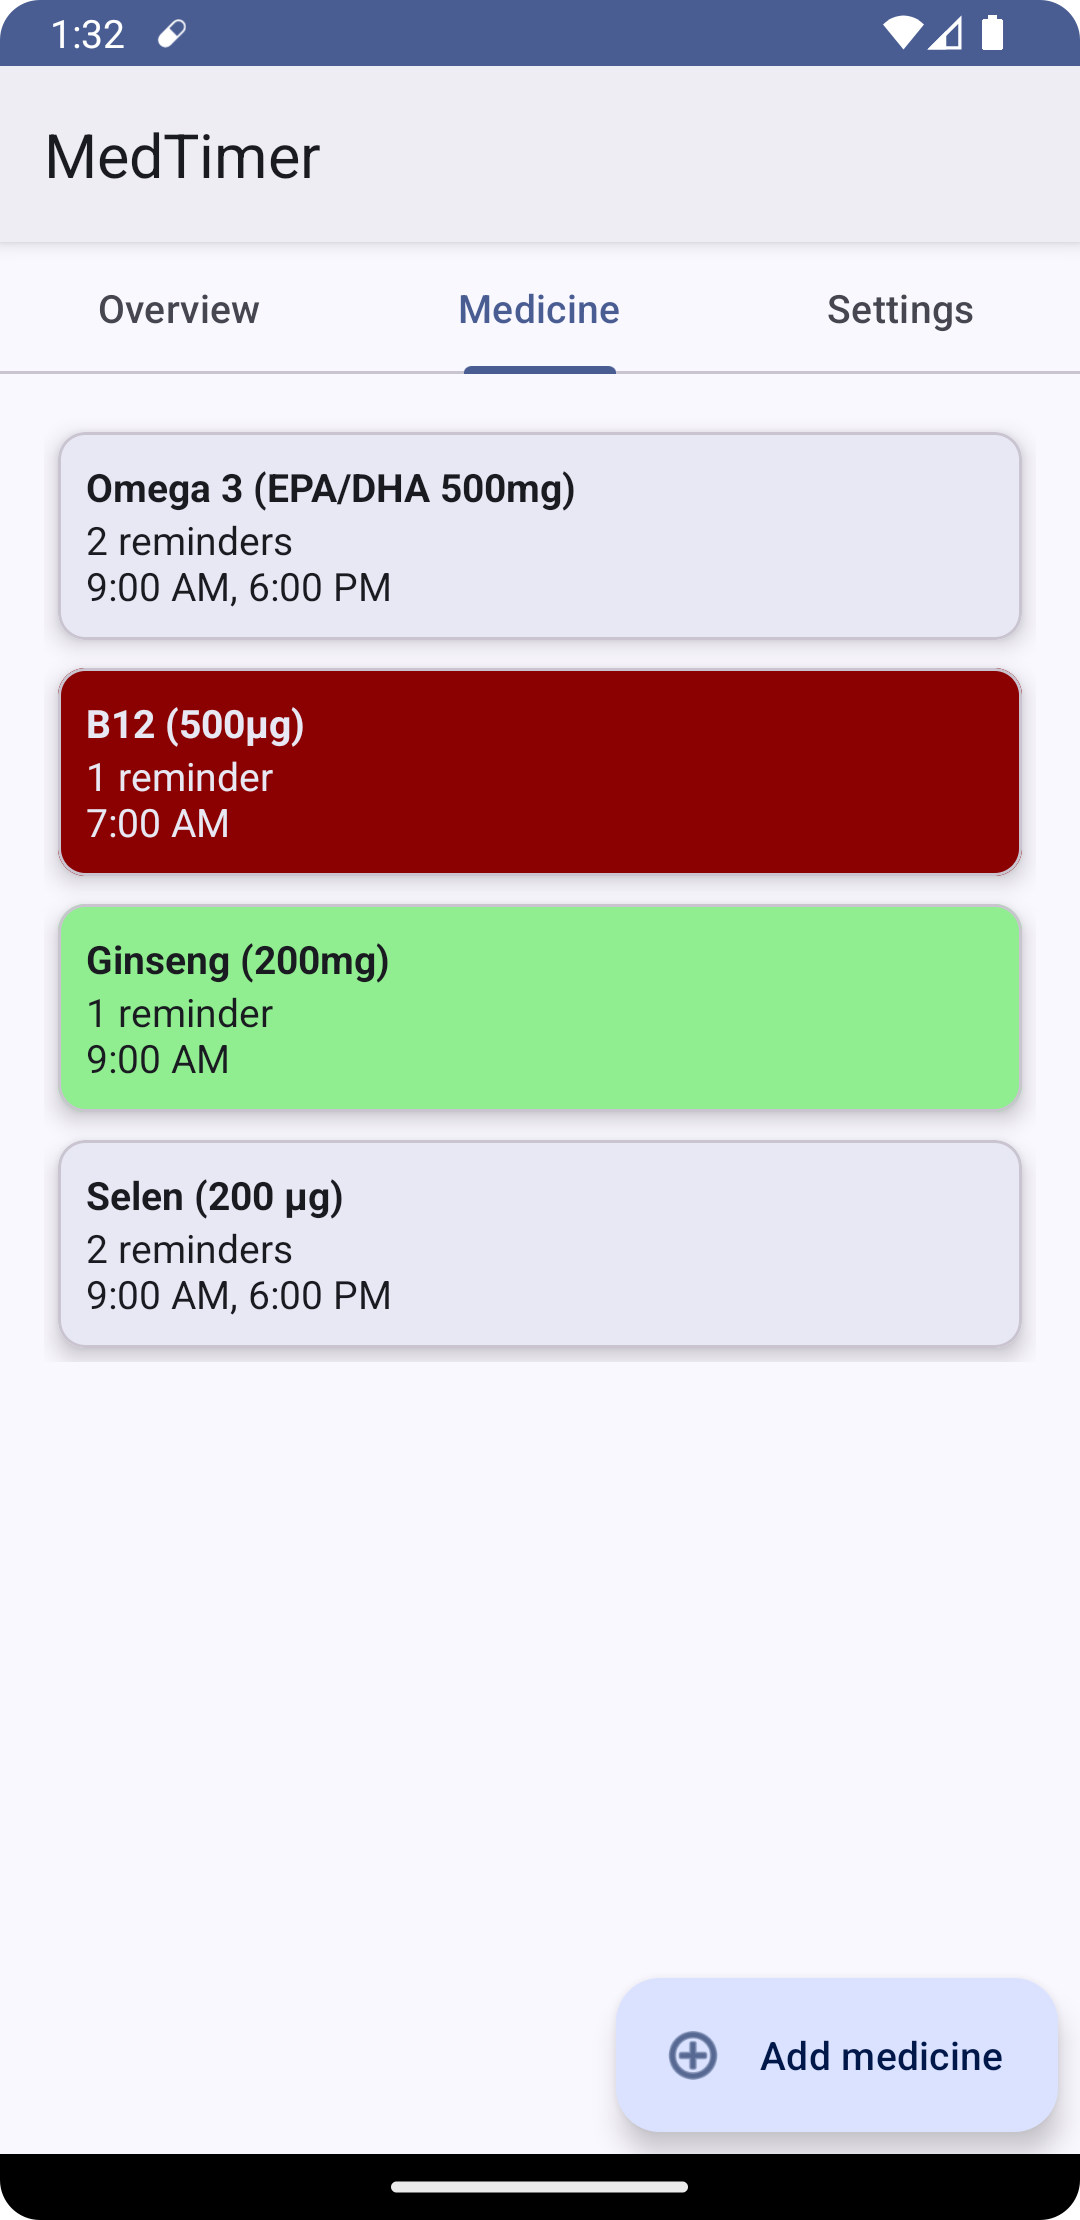 1:32
MedTimer
Overview Medicine Settings
Omega 3 (EPA/DHA 500mg)
2 reminders
9:00 AM, 6:00 PM
B12 (500µg)
1 reminder
7:00 AM
Ginseng (200mg)
1 reminder
9:00 AM
Selen (200 µg)
2 reminders
9:00 AM, 6:00 PM
Add medicine